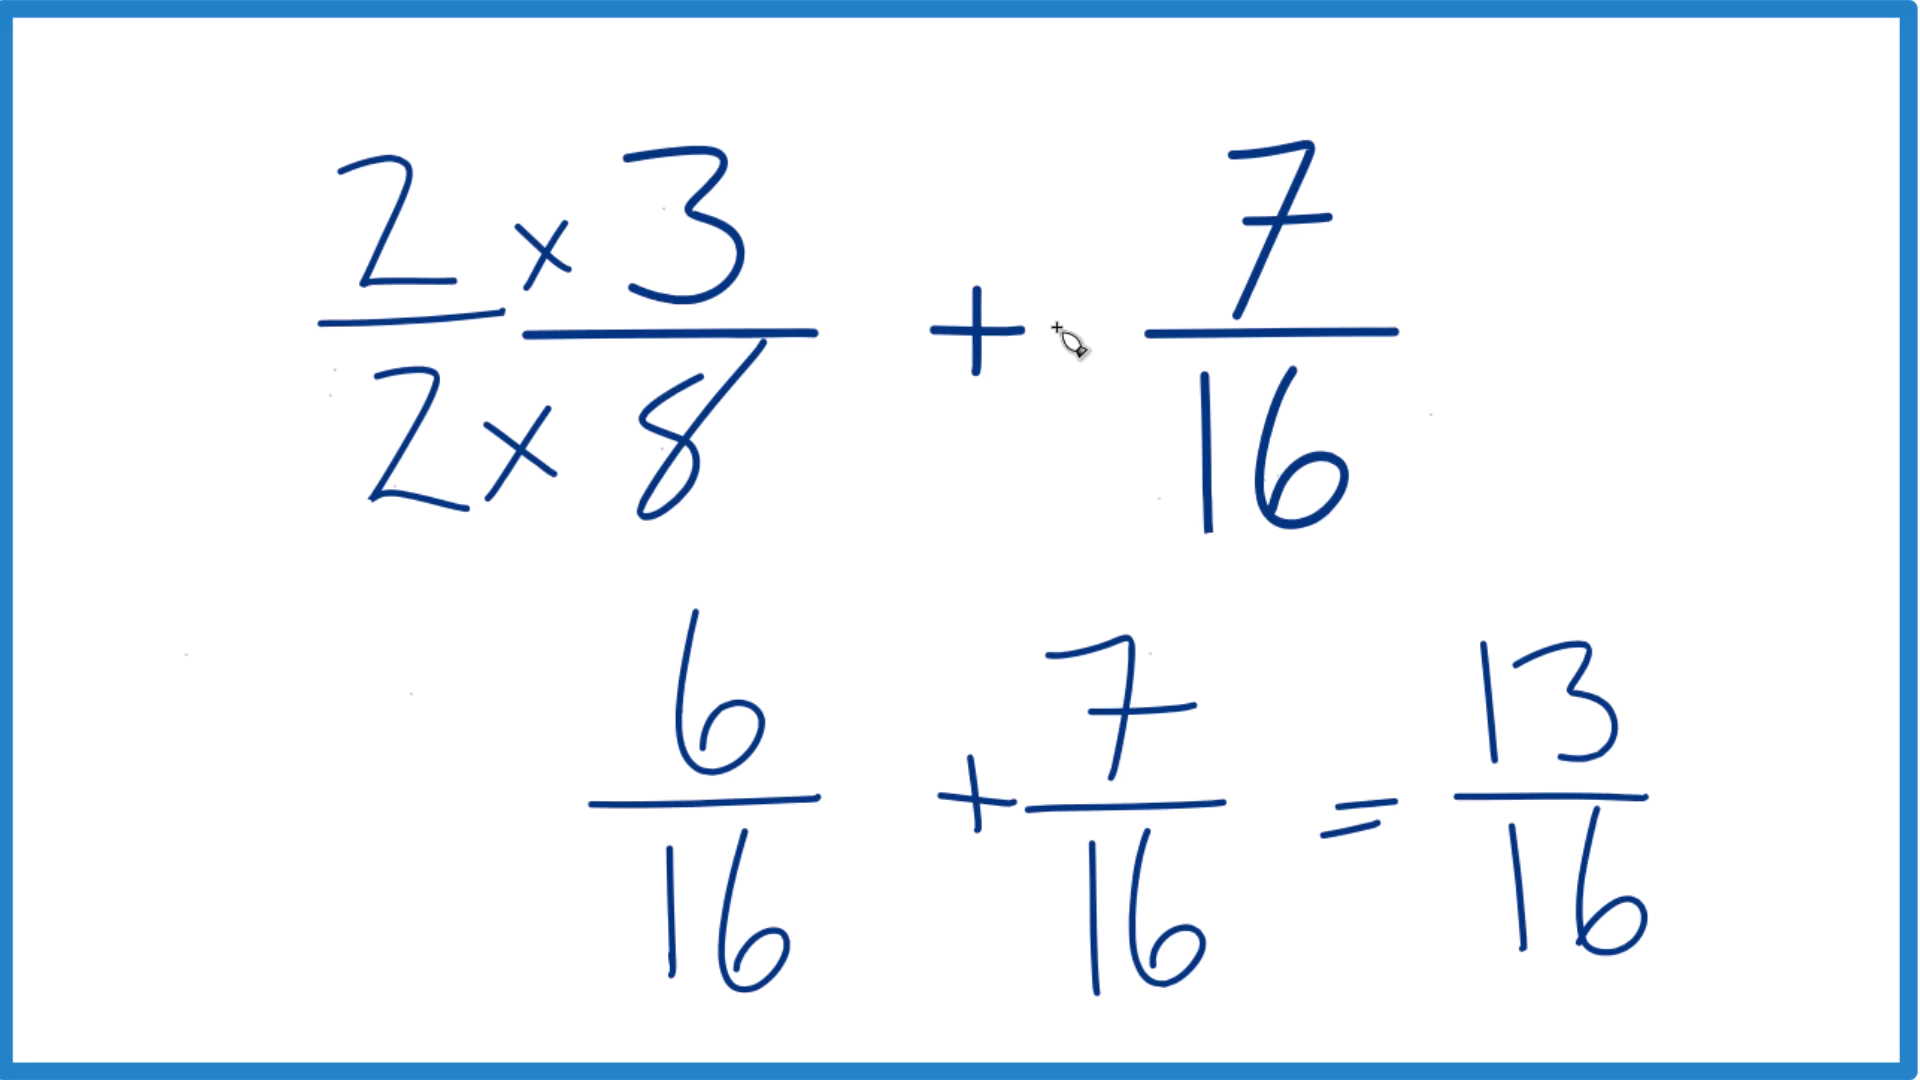 2/2 × 3/8 + 7/16
6/16 + 7/16 = 13/16